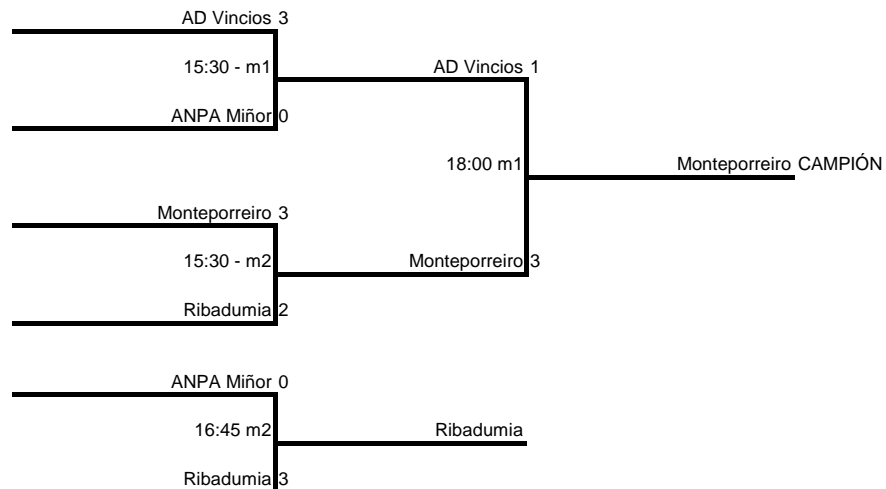 AD Vincios 3
15:30 - m1
AD Vincios 1
ANPA Miñor 0
18:00 m1
Monteporreiro CAMPIÓN
Monteporreiro 3
15:30 - m2
Monteporreiro 3
Ribadumia 2
ANPA Miñor 0
16:45 m2
Ribadumia
Ribadumia 3